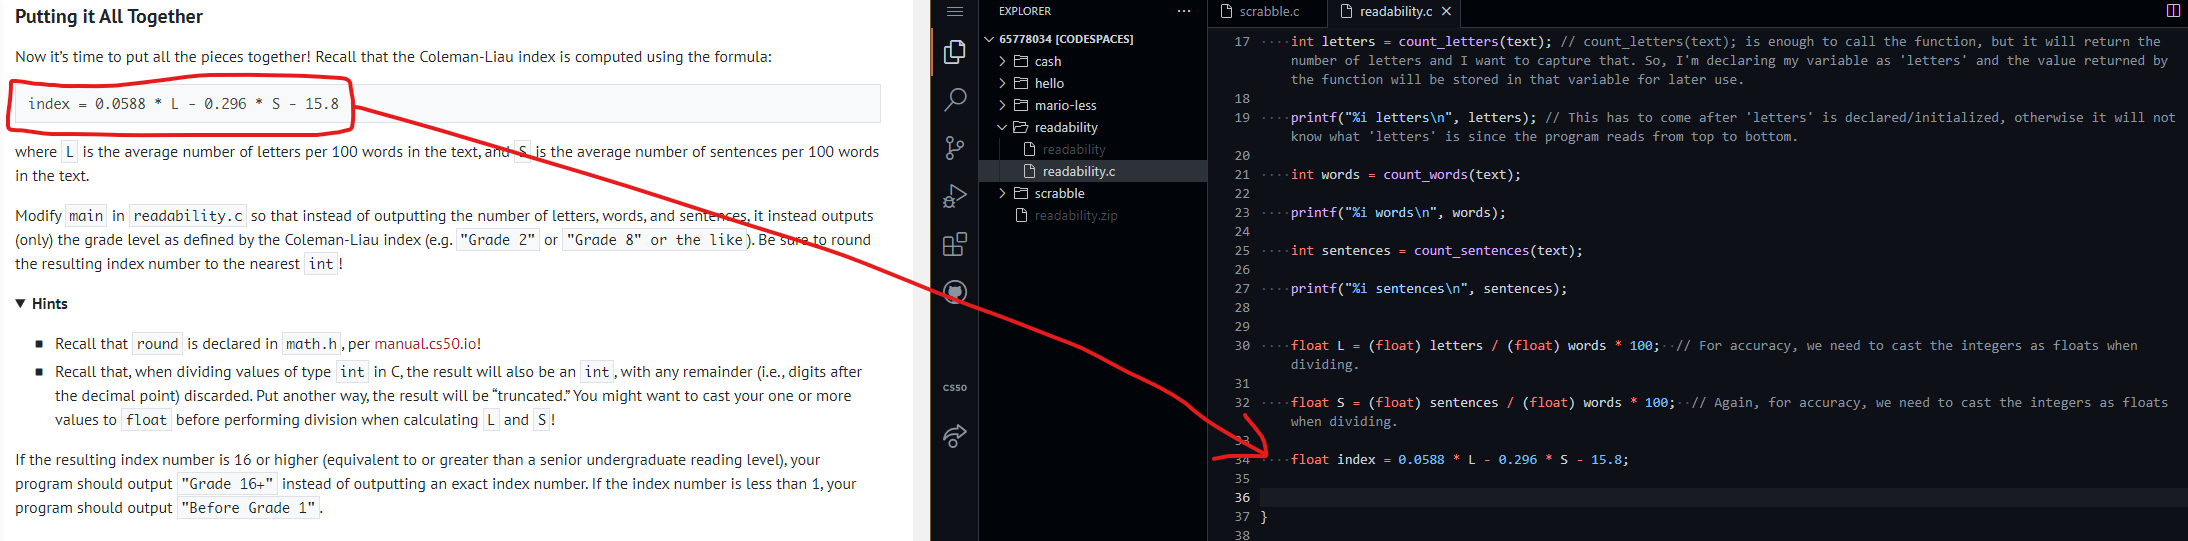 Putting it All Together
Now it’s time to put all the pieces together! Recall that the Coleman-Liau index is computed using the formula:
index = 0.0588 * L - 0.296 * S - 15.8
where L is the average number of letters per 100 words in the text, and S is the average number of sentences per 100 words
in the text.
Modify main in readability.c so that instead of outputting the number of letters, words, and sentences, it instead outputs
(only) the grade level as defined by the Coleman-Liau index (e.g. "Grade 2" or "Grade 8" or the like). Be sure to round
the resulting index number to the nearest int!
▼ Hints
■ Recall that round is declared in math.h, per manual.cs50.io!
■ Recall that, when dividing values of type int in C, the result will also be an int, with any remainder (i.e., digits after
the decimal point) discarded. Put another way, the result will be “truncated.” You might want to cast your one or more
values to float before performing division when calculating L and S!
If the resulting index number is 16 or higher (equivalent to or greater than a senior undergraduate reading level), your
program should output "Grade 16+" instead of outputting an exact index number. If the index number is less than 1, your
program should output "Before Grade 1".
CS50
EXPLORER ···
65778034 [CODESPACES]
cash
hello
mario-less
readability
readability
readability.c
scrabble
readability.zip
scrabble.c readability.c
17 ····int letters = count_letters(text); // count_letters(text); is enough to call the function, but it will return the
number of letters and I want to capture that. So, I'm declaring my variable as 'letters' and the value returned by
the function will be stored in that variable for later use.
18
19 ····printf("%i letters\n", letters); // This has to come after 'letters' is declared/initialized, otherwise it will not
know what 'letters' is since the program reads from top to bottom.
20
21 ····int words = count_words(text);
22
23 ····printf("%i words\n", words);
24
25 ····int sentences = count_sentences(text);
26
27 ····printf("%i sentences\n", sentences);
28
29
30 ····float L = (float) letters / (float) words * 100;··// For accuracy, we need to cast the integers as floats when
dividing.
31
32 ····float S = (float) sentences / (float) words * 100;··// Again, for accuracy, we need to cast the integers as floats
when dividing.
33
34 ····float index = 0.0588 * L - 0.296 * S - 15.8;
35
36
37 }
38